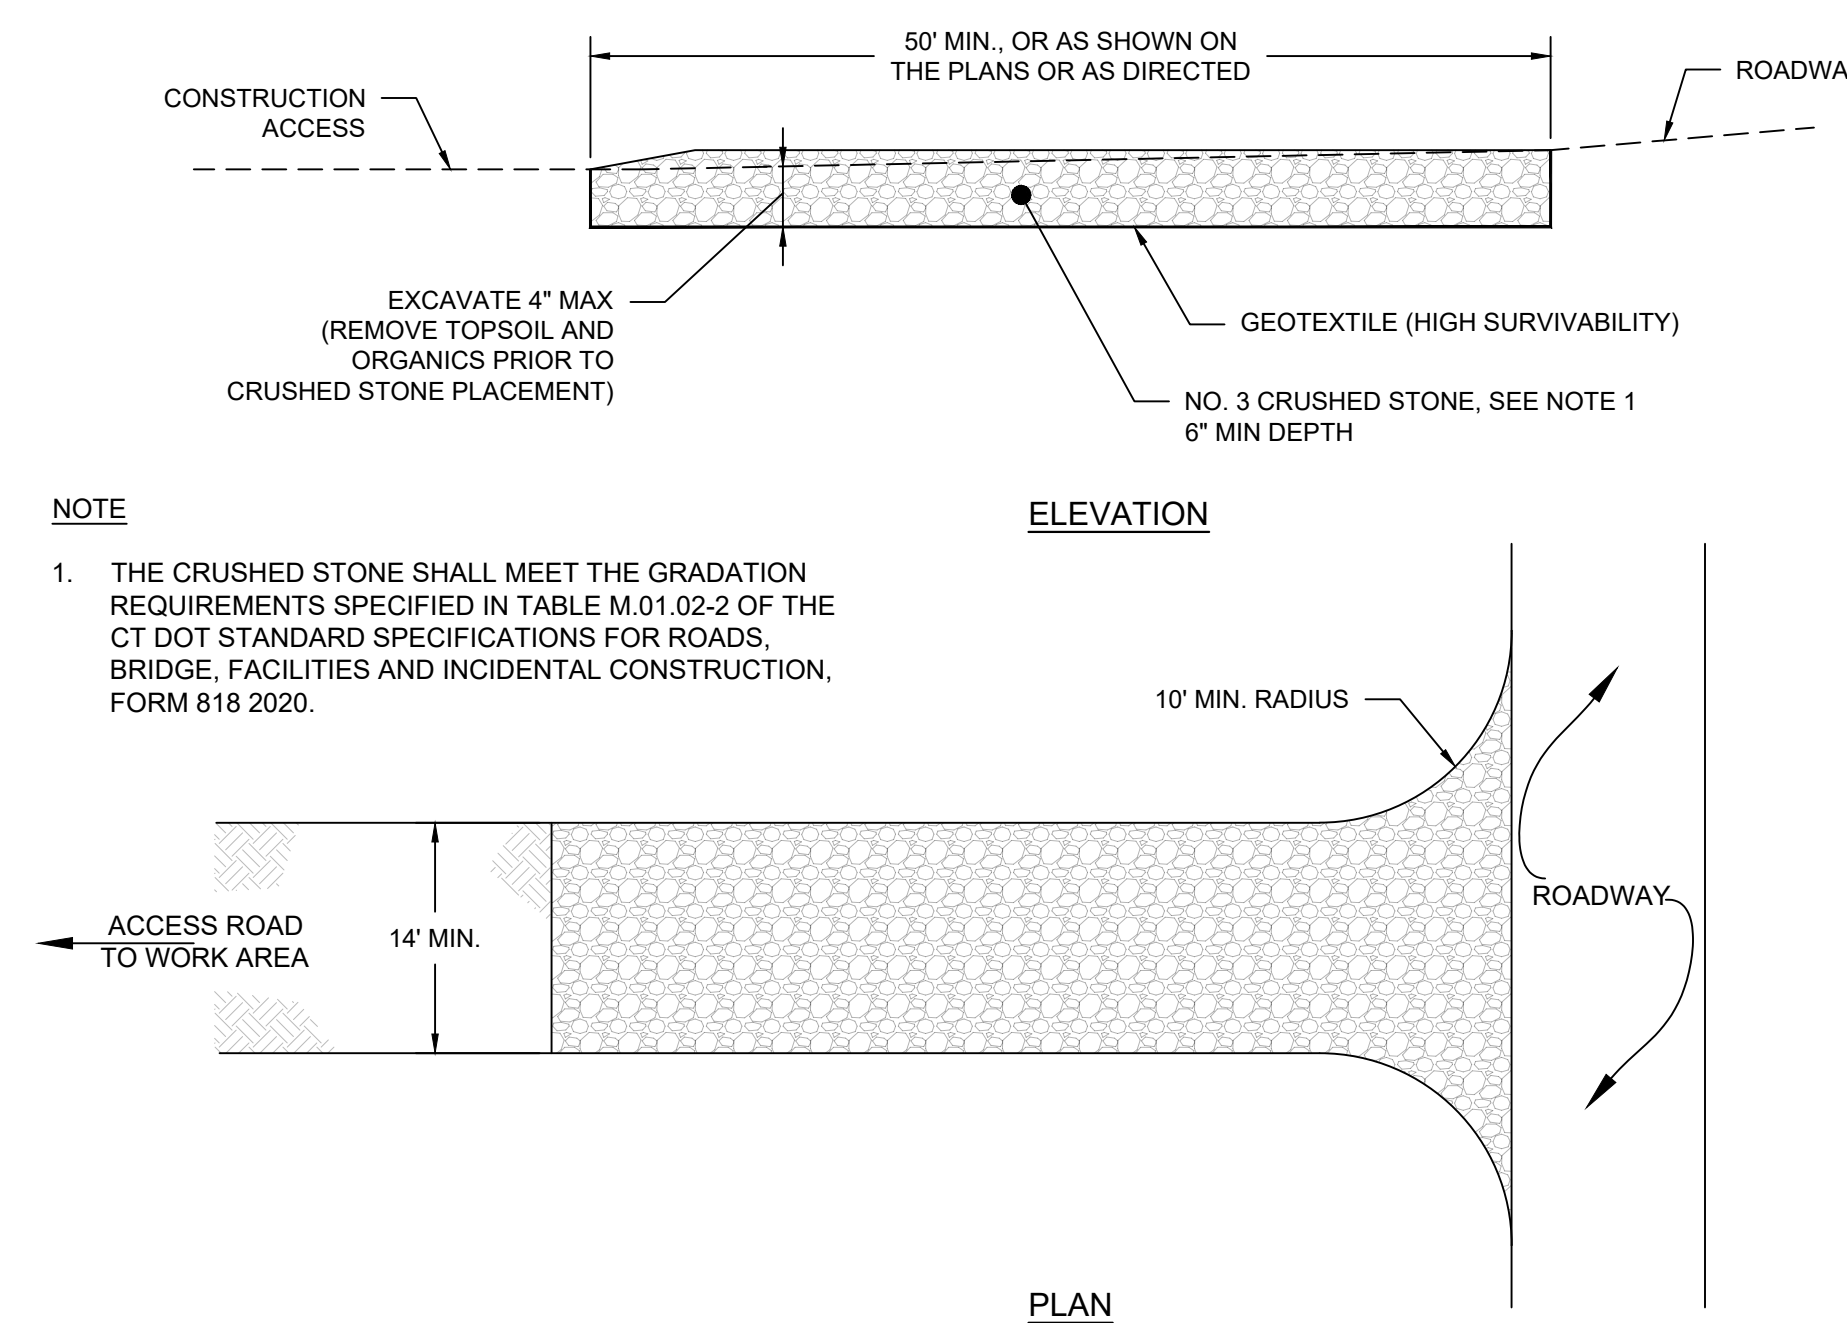 50' MIN., OR AS SHOWN ON
THE PLANS OR AS DIRECTED
CONSTRUCTION
ACCESS
ROADWA
EXCAVATE 4" MAX
(REMOVE TOPSOIL AND
ORGANICS PRIOR TO
CRUSHED STONE PLACEMENT)
GEOTEXTILE (HIGH SURVIVABILITY)
NO. 3 CRUSHED STONE, SEE NOTE 1
6" MIN DEPTH
NOTE
ELEVATION
1. THE CRUSHED STONE SHALL MEET THE GRADATION
REQUIREMENTS SPECIFIED IN TABLE M.01.02-2 OF THE
CT DOT STANDARD SPECIFICATIONS FOR ROADS,
BRIDGE, FACILITIES AND INCIDENTAL CONSTRUCTION,
FORM 818 2020.
10' MIN. RADIUS
ROADWAY
ACCESS ROAD
TO WORK AREA
14' MIN.
PLAN